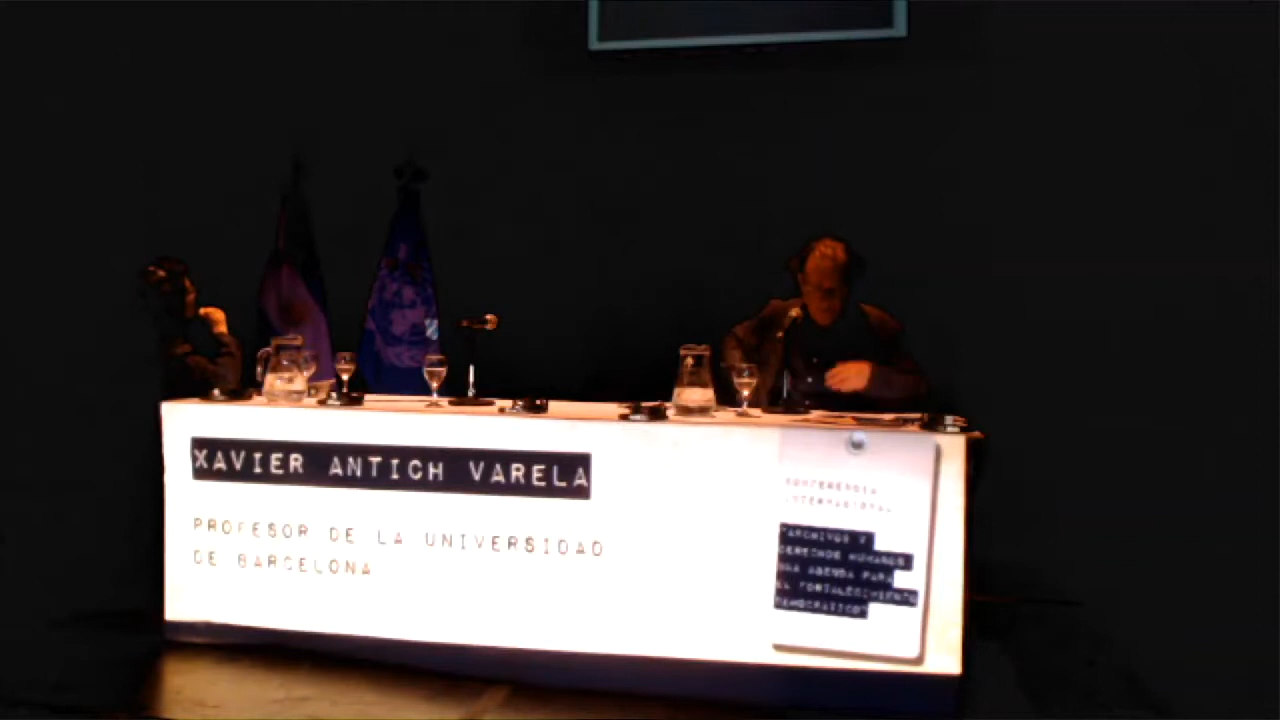 XAVIER ANTICH VARELA
PROFESOR DE LA UNIVERSIDAD
DE BARCELONA
CONFERENCIA
INTERNACIONAL
"ARCHIVOS Y
DERECHOS HUMANOS:
UNA AGENDA PARA
EL FORTALECIMIENTO
DEMOCRÁTICO"